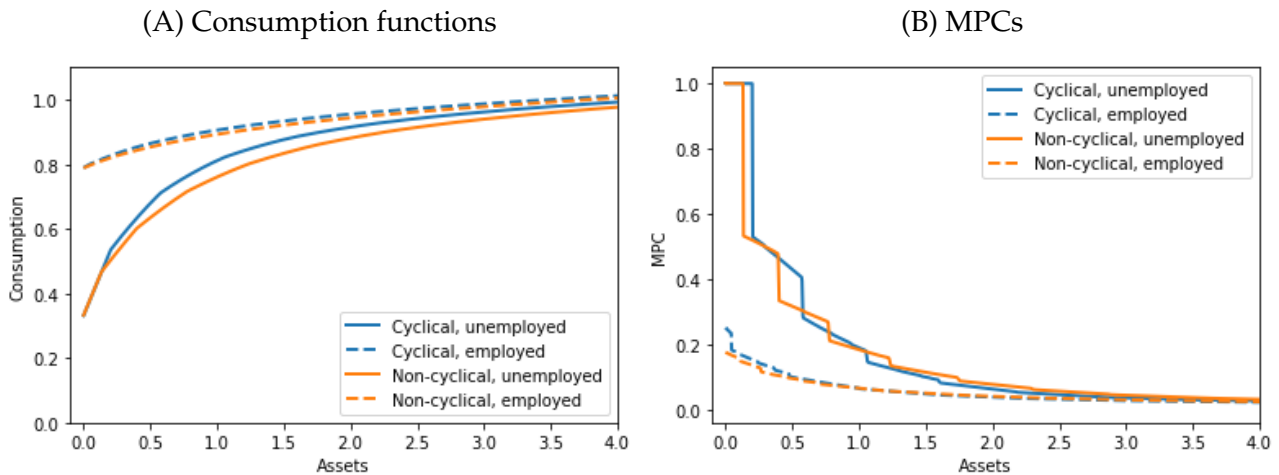 (A) Consumption functions
1.0
0.8
0.6
0.4
0.2
0.0
Consumption
0.0 0.5 1.0 1.5 2.0 2.5 3.0 3.5 4.0
Assets
Cyclical, unemployed
Cyclical, employed
Non-cyclical, unemployed
Non-cyclical, employed
(B) MPCs
1.0
0.8
0.6
0.4
0.2
0.0
MPC
0.0 0.5 1.0 1.5 2.0 2.5 3.0 3.5 4.0
Assets
Cyclical, unemployed
Cyclical, employed
Non-cyclical, unemployed
Non-cyclical, employed